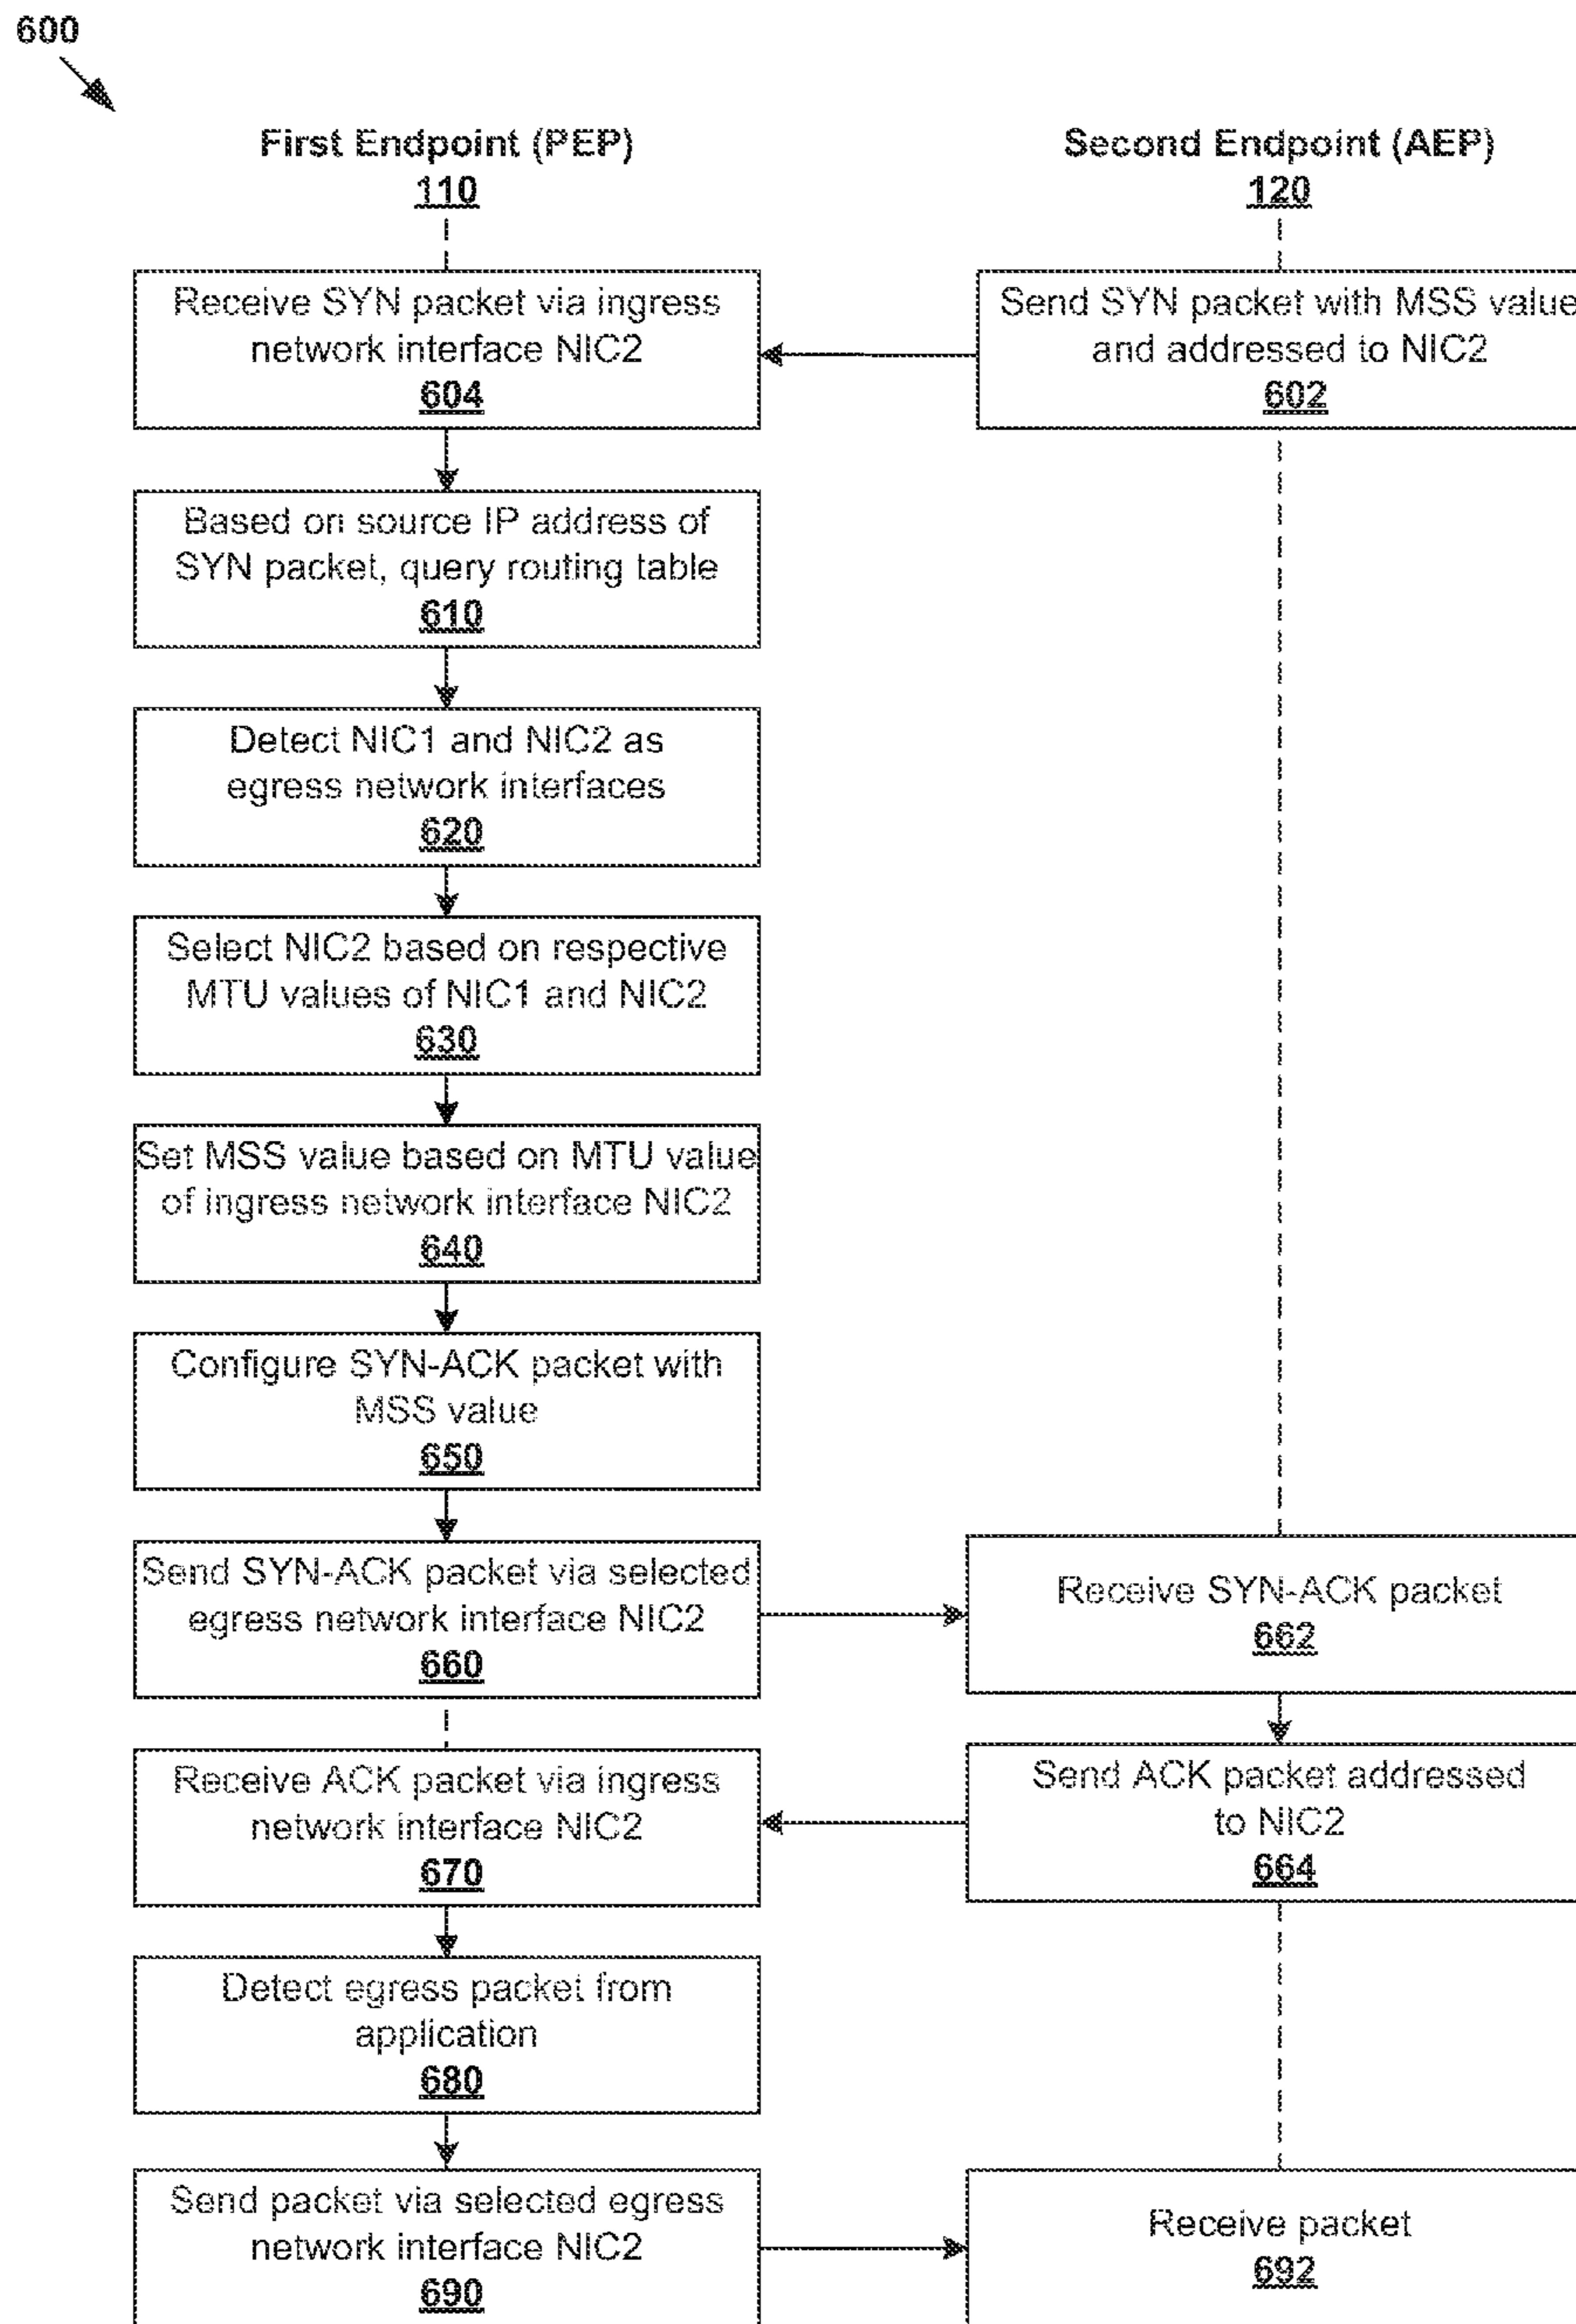 600
First Endpoint (PEP)
110
Second Endpoint (AEP)
120
Receive SYN packet via ingress
network interface NIC2
604
Send SYN packet with MSS value
and addressed to NIC2
602
Based on source IP address of
SYN packet, query routing table
610
Detect NIC1 and NIC2 as
egress network interfaces
620
Select NIC2 based on respective
MTU values of NIC1 and NIC2
630
Set MSS value based on MTU value
of ingress network interface NIC2
640
Configure SYN-ACK packet with
MSS value
650
Send SYN-ACK packet via selected
egress network interface NIC2
660
Receive SYN-ACK packet
662
Receive ACK packet via ingress
network interface NIC2
670
Send ACK packet addressed
to NIC2
664
Detect egress packet from
application
680
Send packet via selected egress
network interface NIC2
690
Receive packet
692